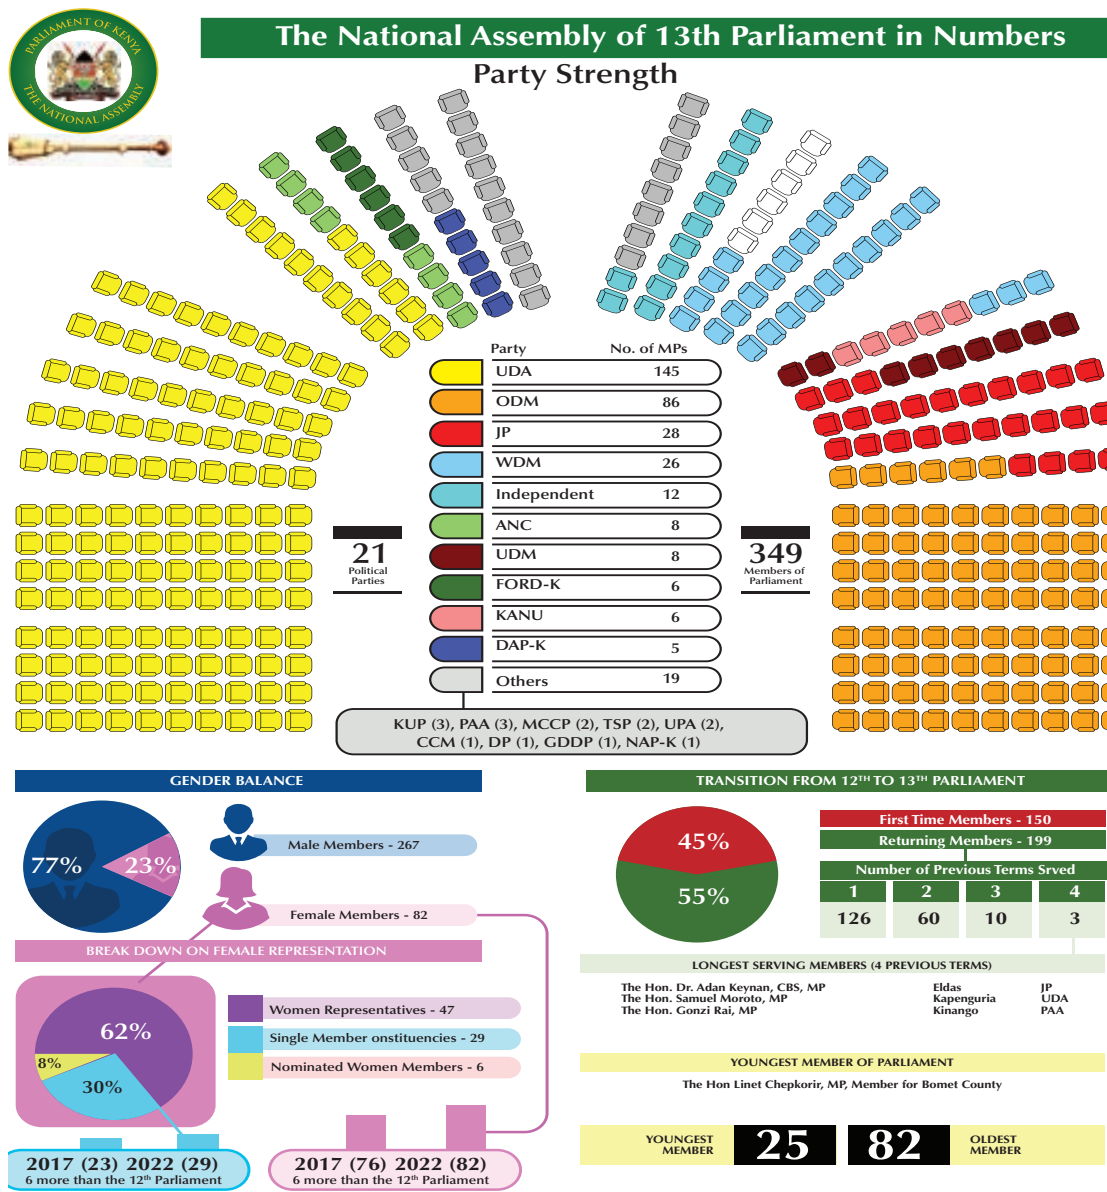 PARLIAMENT OF KENYA
THE NATIONAL ASSEMBLY
The National Assembly of 13th Parliament in Numbers
Party Strength
Party No. of MPs
UDA 145
ODM 86
JP 28
WDM 26
Independent 12
ANC 8
UDM 8
FORD-K 6
KANU 6
DAP-K 5
Others 19
21
Political
Parties
349
Members of
Parliament
KUP (3), PAA (3), MCCP (2), TSP (2), UPA (2),
CCM (1), DP (1), GDDP (1), NAP-K (1)
GENDER BALANCE
77% 23%
Male Members - 267
Female Members - 82
BREAK DOWN ON FEMALE REPRESENTATION
62%
8%
30%
Women Representatives - 47
Single Member onstituencies - 29
Nominated Women Members - 6
2017 (23) 2022 (29)
6 more than the 12th Parliament
2017 (76) 2022 (82)
6 more than the 12th Parliament
TRANSITION FROM 12TH TO 13TH PARLIAMENT
45%
55%
First Time Members - 150
Returning Members - 199
Number of Previous Terms Srved
1 2 3 4
126 60 10 3
LONGEST SERVING MEMBERS (4 PREVIOUS TERMS)
The Hon. Dr. Adan Keynan, CBS, MP Eldas JP
The Hon. Samuel Moroto, MP Kapenguria UDA
The Hon. Gonzi Rai, MP Kinango PAA
YOUNGEST MEMBER OF PARLIAMENT
The Hon Linet Chepkorir, MP, Member for Bomet County
YOUNGEST
MEMBER
25
82
OLDEST
MEMBER